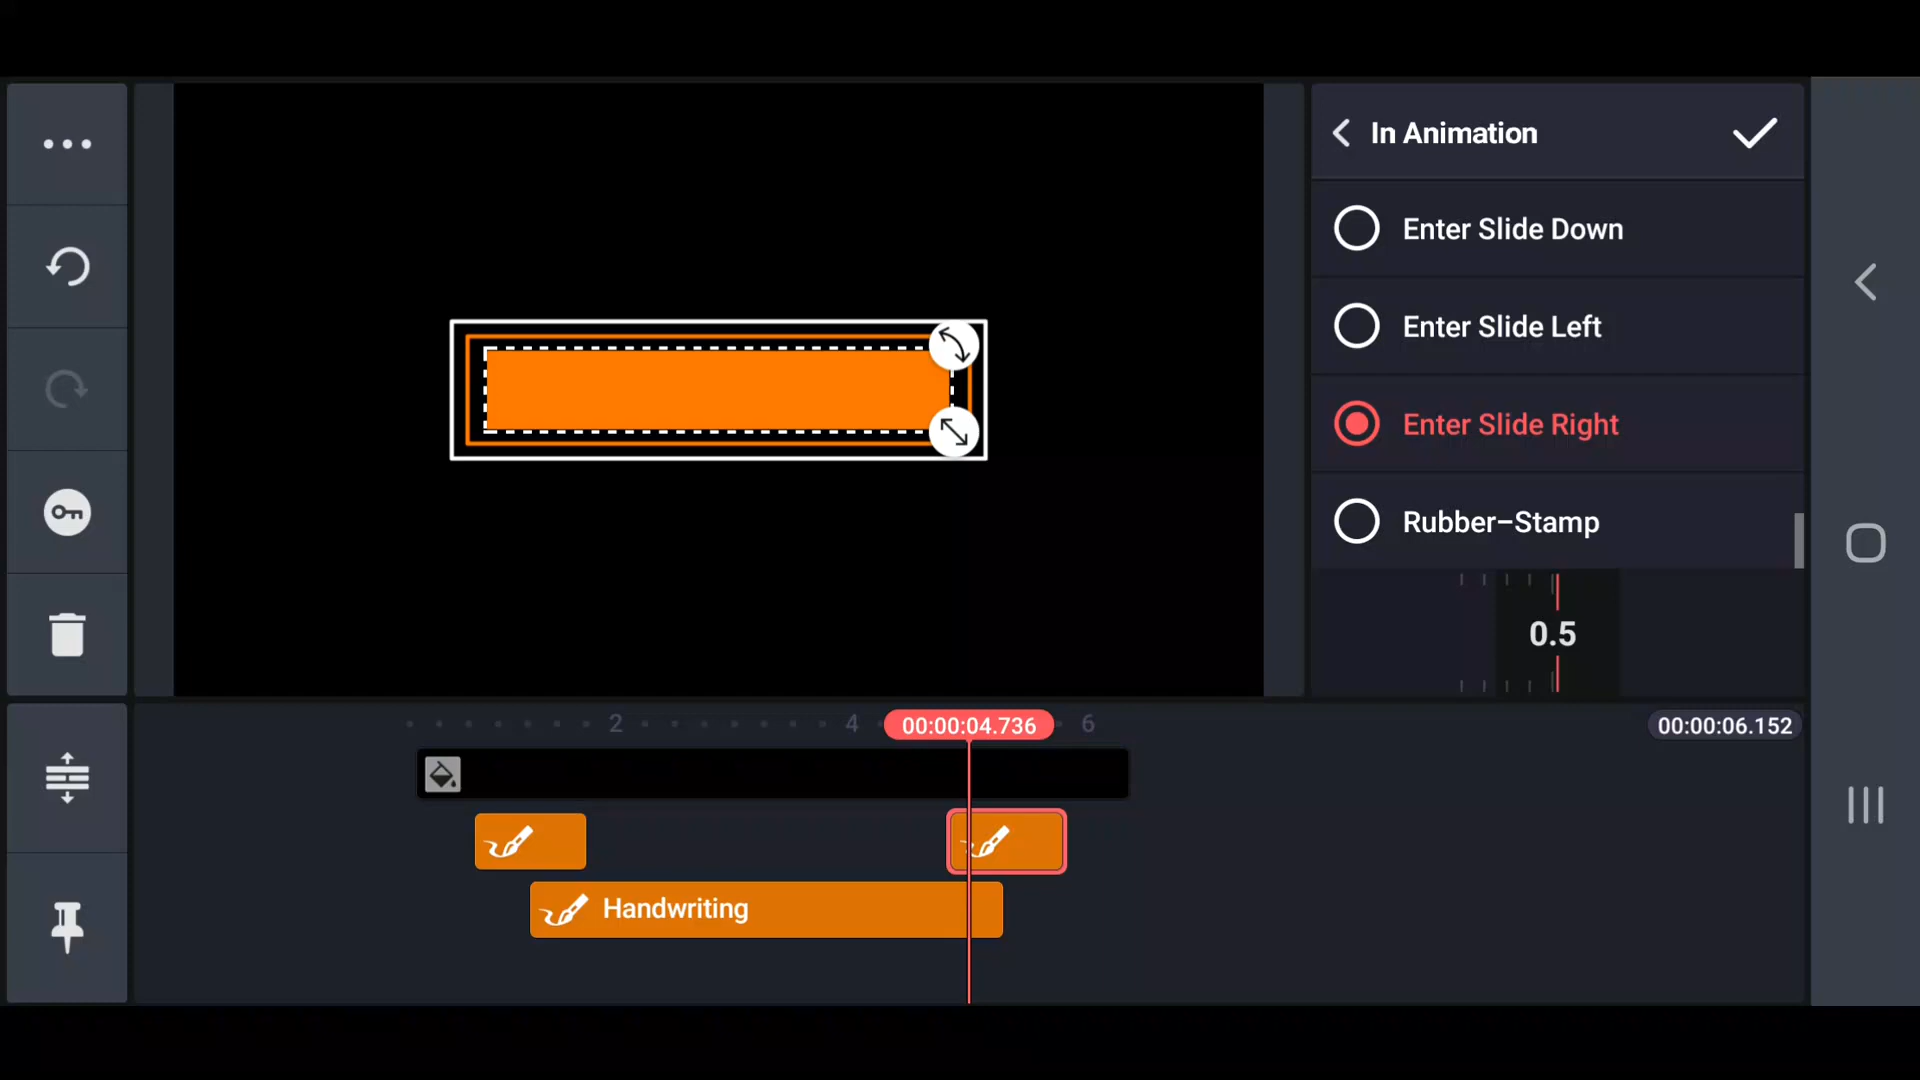 In Animation
Enter Slide Down
Enter Slide Left
Enter Slide Right
Rubber–Stamp
0.5
2
4
00:00:04.736
6
00:00:06.152
Handwriting